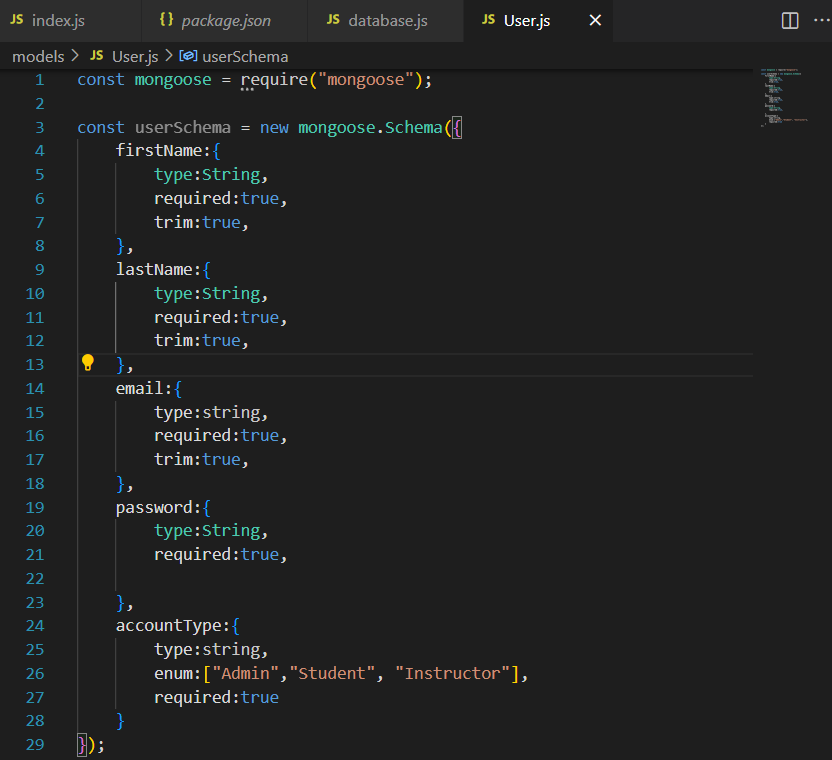 JS index.js {} package.json JS database.js JS User.js ×
models > JS User.js > userSchema
1 const mongoose = require("mongoose");
2
3 const userSchema = new mongoose.Schema({
4 firstName:{
5 type:String,
6 required:true,
7 trim:true,
8 },
9 lastName:{
10 type:String,
11 required:true,
12 trim:true,
13 },
14 email:{
15 type:string,
16 required:true,
17 trim:true,
18 },
19 password:{
20 type:String,
21 required:true,
22
23 },
24 accountType:{
25 type:string,
26 enum:["Admin","Student", "Instructor"],
27 required:true
28 }
29 });